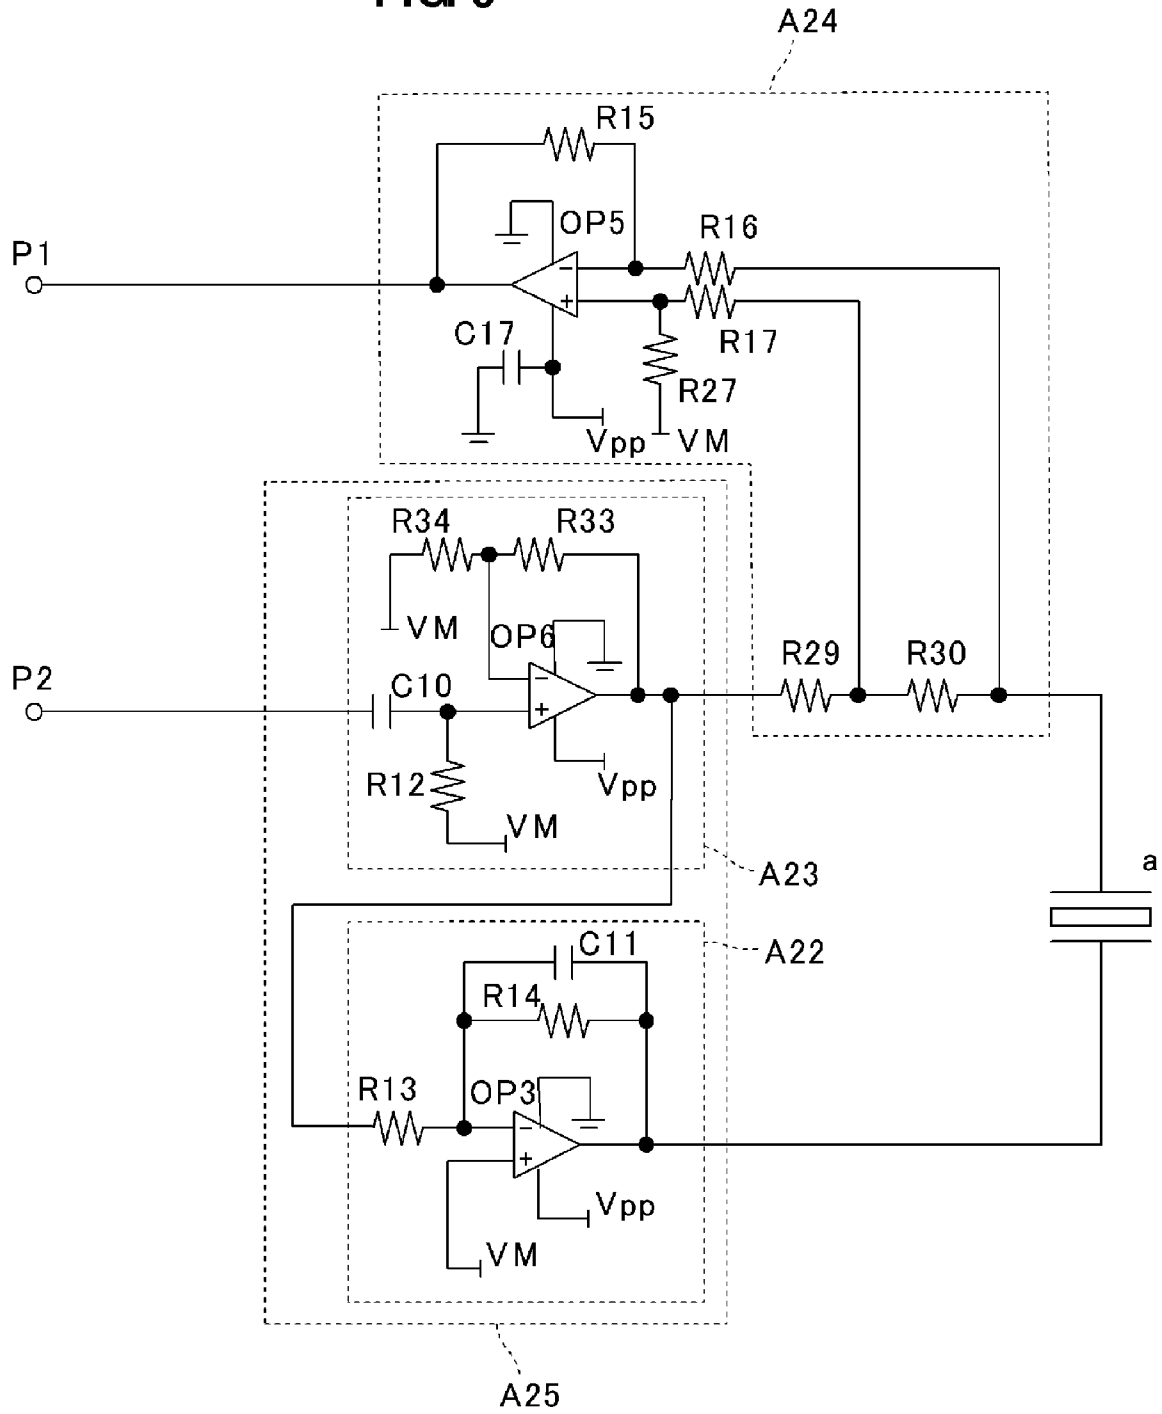 A24
R15
OP5
R16
P1
−
+
C17
R17
R27
Vpp
VM
R34
R33
VM
OP6
R29
R30
P2
C10
−
+
R12
Vpp
VM
A23
a
A22
C11
R14
R13
OP3
−
+
Vpp
VM
A25